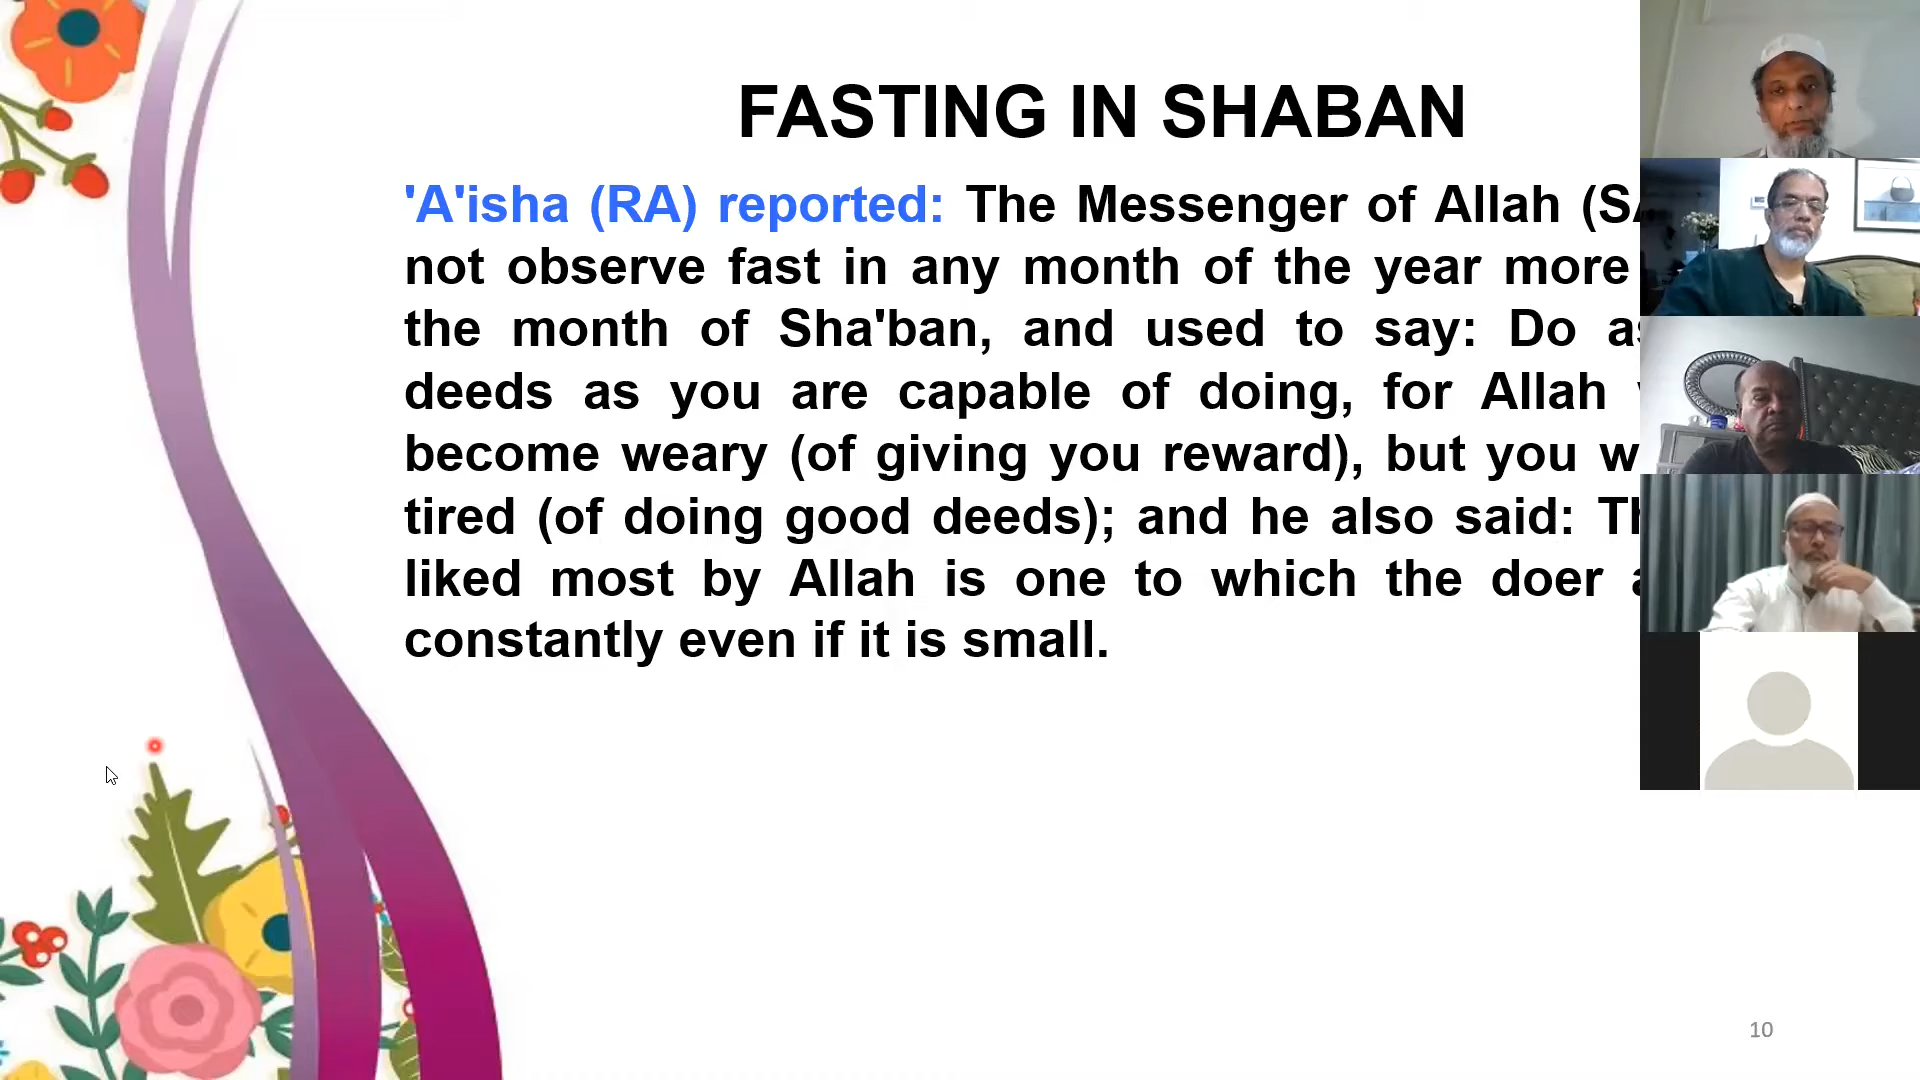 FASTING IN SHABAN
'A'isha (RA) reported: The Messenger of Allah
not observe fast in any month of the year more
the month of Sha'ban, and used to say: Do
deeds as you are capable of doing, for Allah
become weary (of giving you reward), but you
tired (of doing good deeds); and he also said:
liked most by Allah is one to which the doer
constantly even if it is small.
10